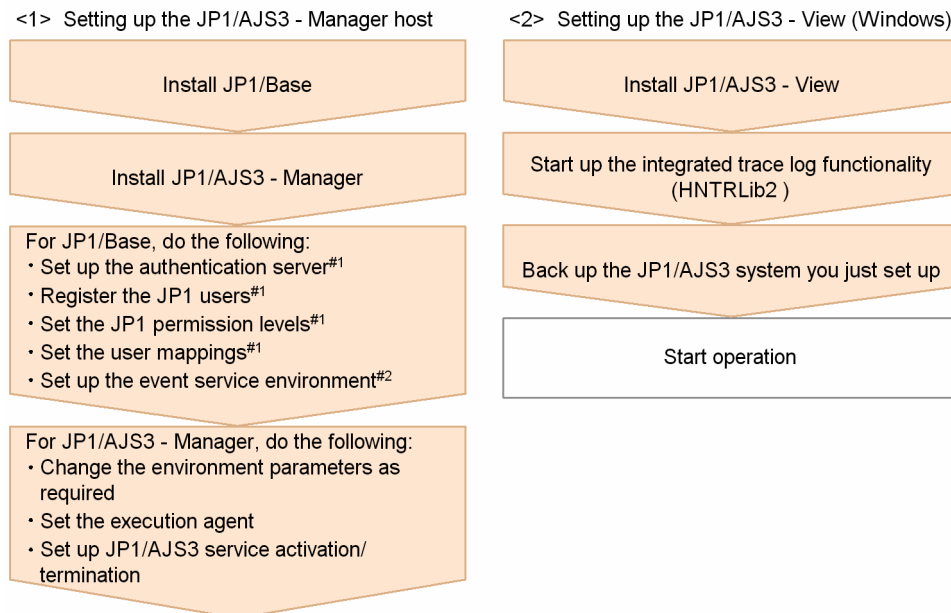 <1> Setting up the JP1/AJS3 - Manager host
Install JP1/Base
Install JP1/AJS3 - Manager
For JP1/Base, do the following:
・Set up the authentication server#1
・Register the JP1 users#1
・Set the JP1 permission levels#1
・Set the user mappings#1
・Set up the event service environment#2
For JP1/AJS3 - Manager, do the following:
・Change the environment parameters as
required
・Set the execution agent
・Set up JP1/AJS3 service activation/
termination
<2> Setting up the JP1/AJS3 - View (Windows)
Install JP1/AJS3 - View
Start up the integrated trace log functionality
(HNTRLib2 )
Back up the JP1/AJS3 system you just set up
Start operation